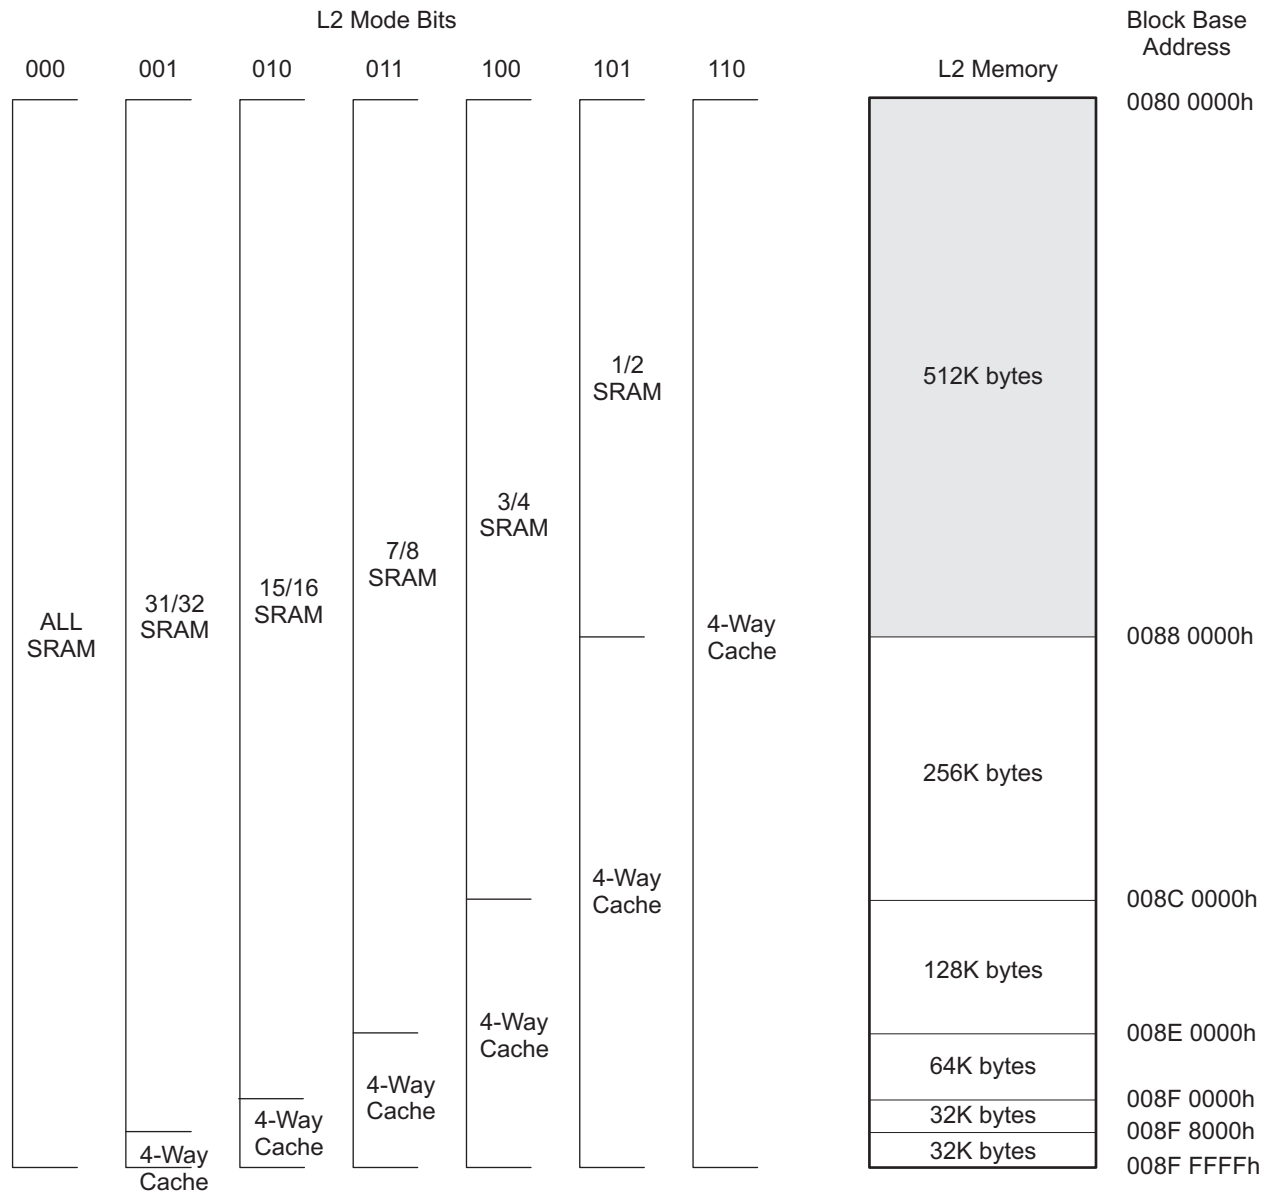 L2 Mode Bits
Block Base
Address
000 001 010 011 100 101 110 L2 Memory
0080 0000h
1/2
SRAM
512K bytes
3/4
SRAM
7/8
SRAM
15/16
SRAM
31/32
SRAM
ALL
SRAM
4-Way
Cache
0088 0000h
256K bytes
4-Way
Cache
008C 0000h
128K bytes
4-Way
Cache
008E 0000h
64K bytes
4-Way
Cache
008F 0000h
4-Way
Cache
32K bytes
008F 8000h
4-Way
Cache
32K bytes
008F FFFFh